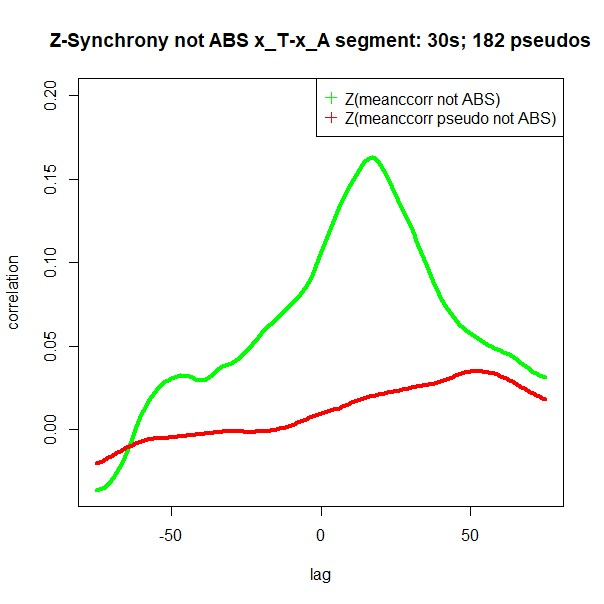 Z-Synchrony not ABS x_T-x_A segment: 30s; 182 pseudos
Z(meanccorr not ABS)
Z(meanccorr pseudo not ABS)
correlation
0.20
0.15
0.10
0.05
0.00
-50
0
50
lag